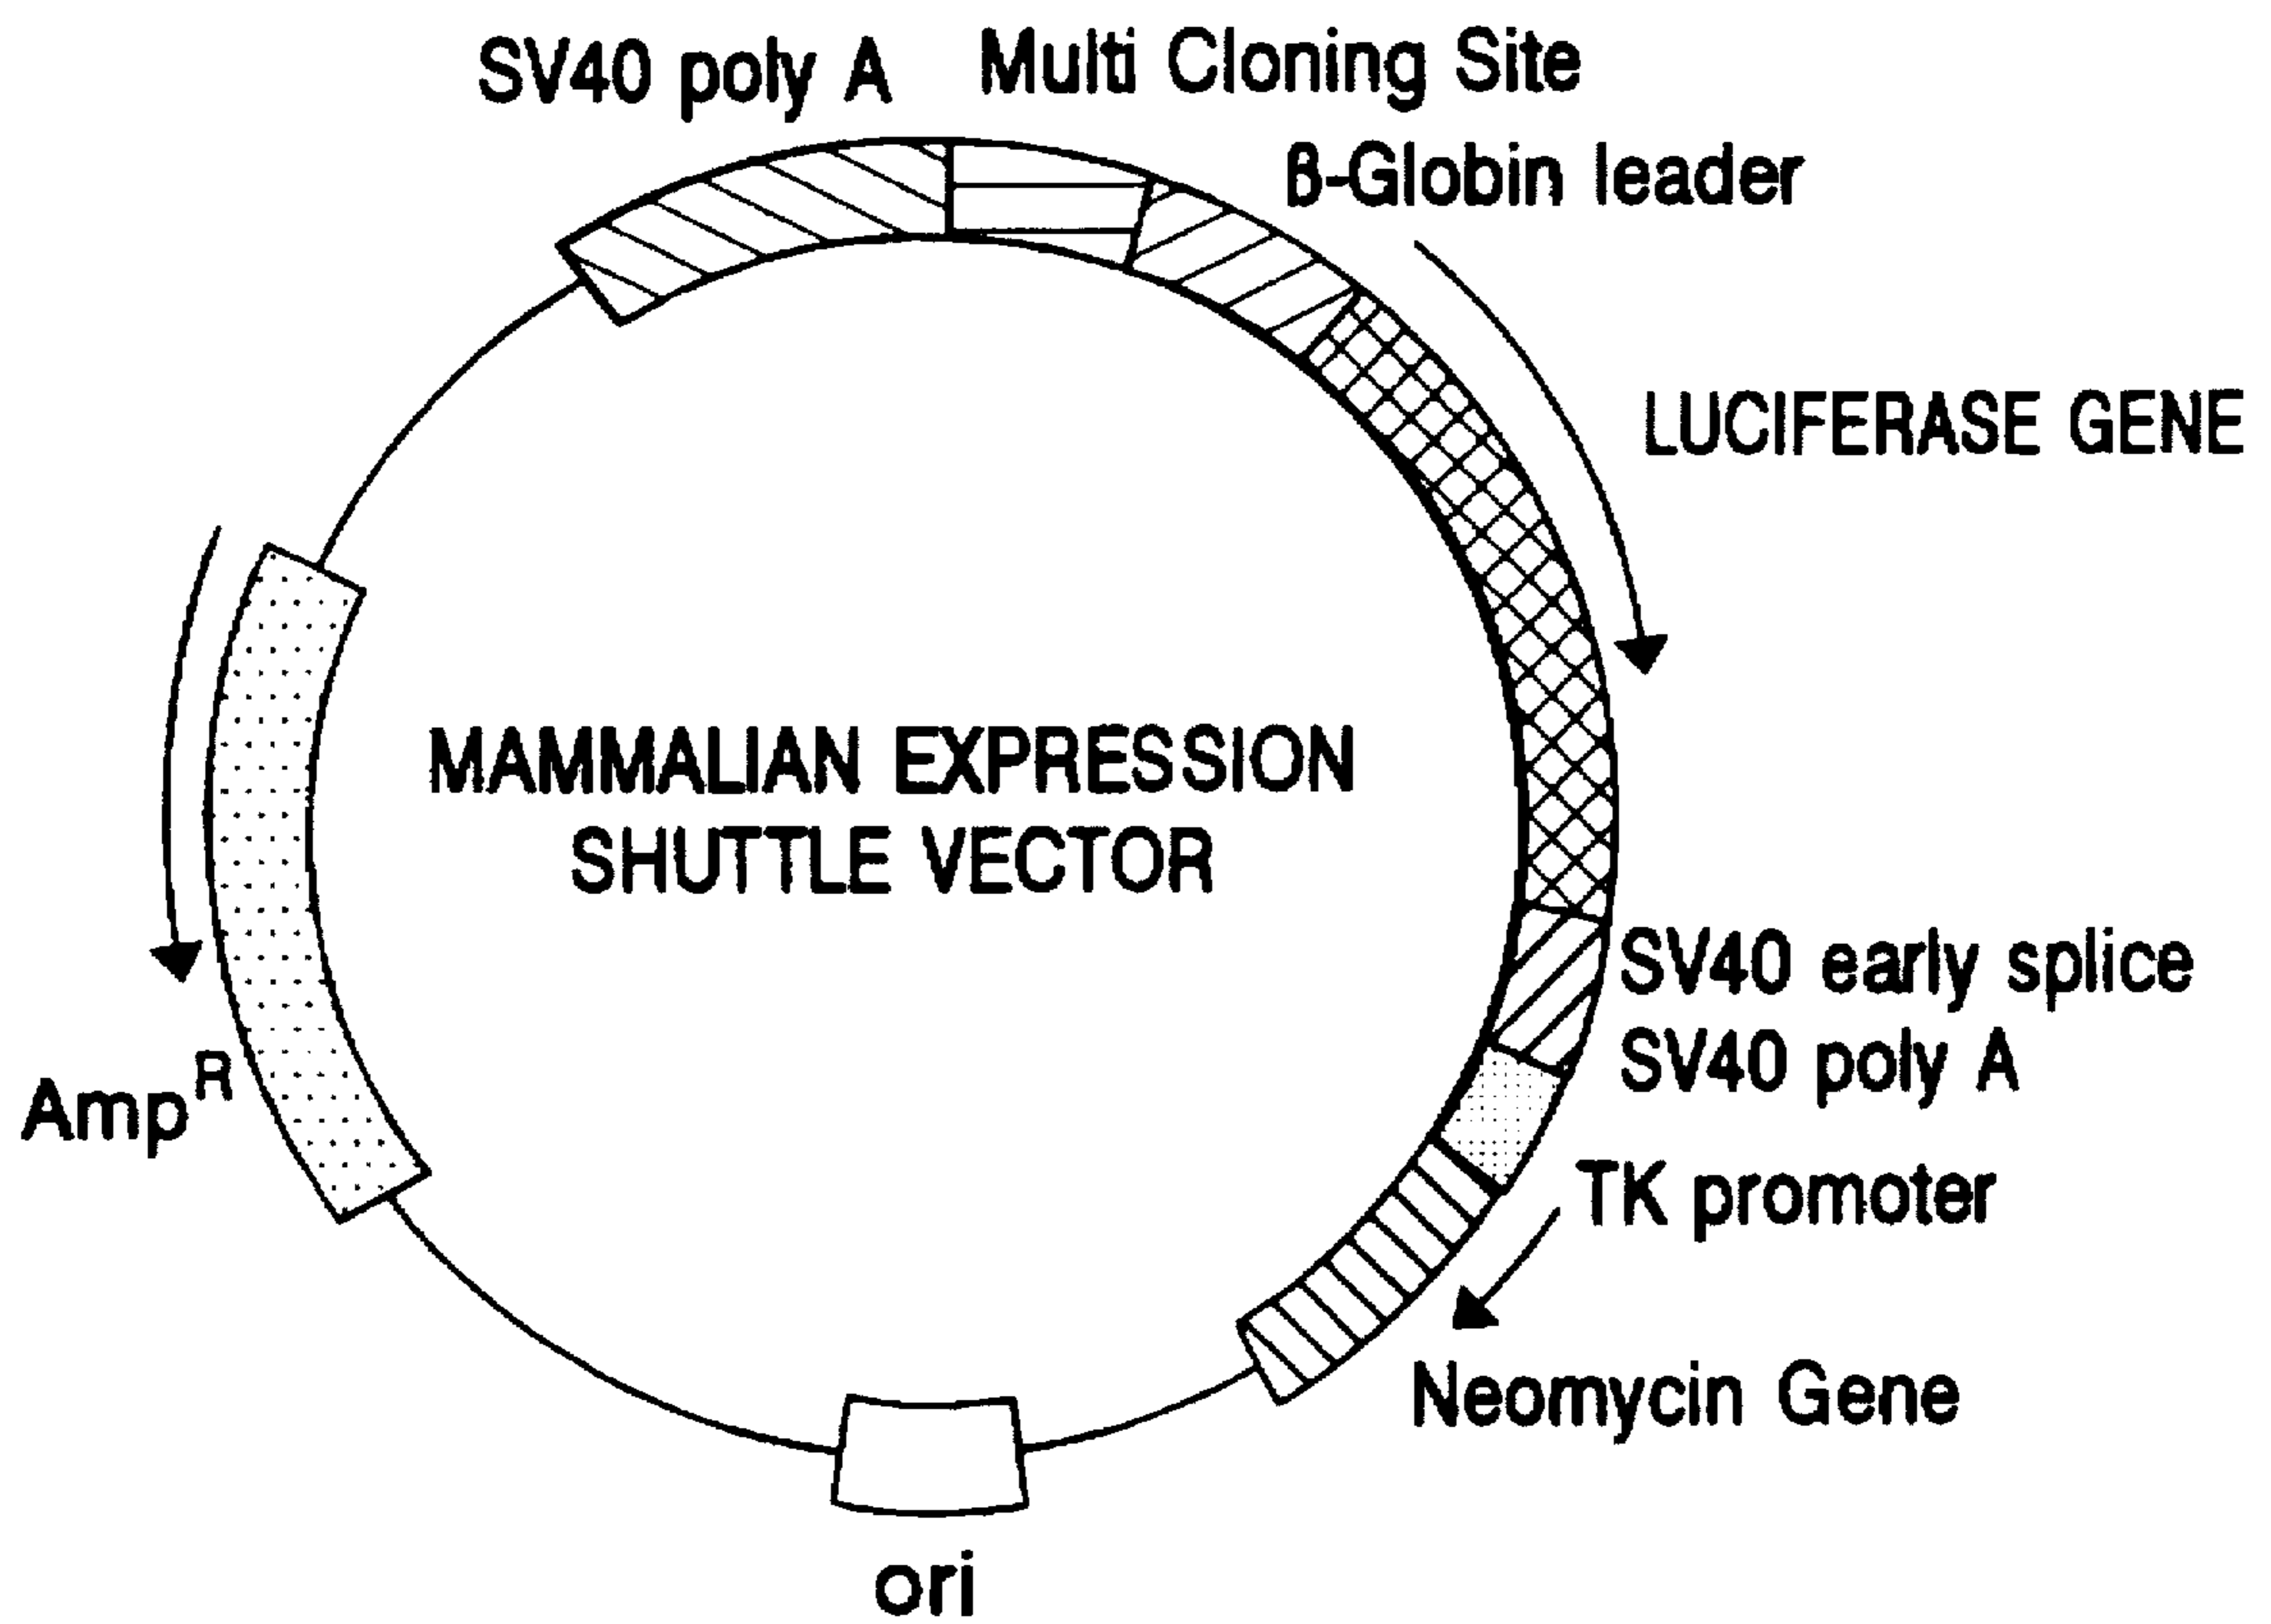 SV40 poly A
Multi Cloning Site
β-Globin leader
LUCIFERASE GENE
MAMMALIAN EXPRESSION
SHUTTLE VECTOR
SV40 early splice
SV40 poly A
Amp^R
TK promoter
Neomycin Gene
ori